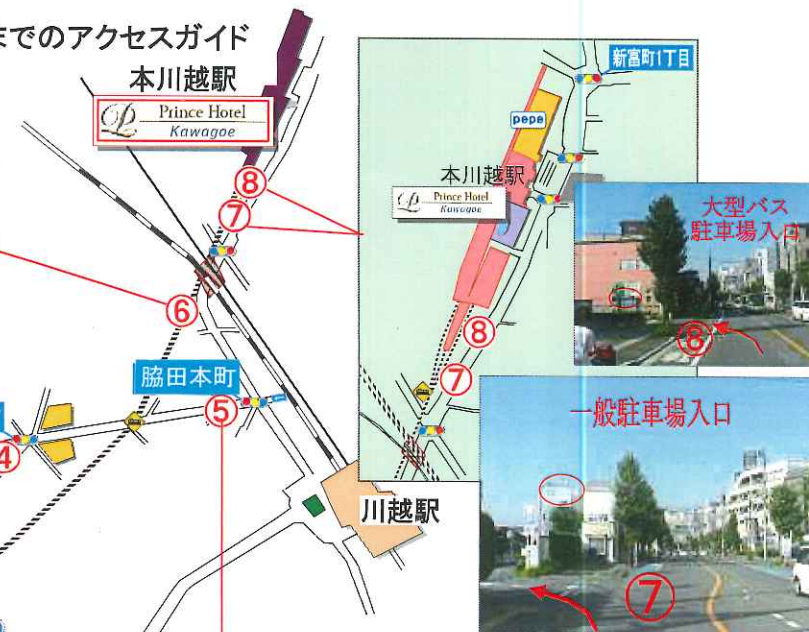 までのアクセスガイド
本川越駅
Prince Hotel
Kawagoe
⑧
⑦
⑥
脇田本町
⑤
④
川越駅
新富町1丁目
pepe
本川越駅
Prince Hotel
Kawagoe
⑧
⑦
大型バス
駐車場入口
⑧
一般駐車場入口
⑦